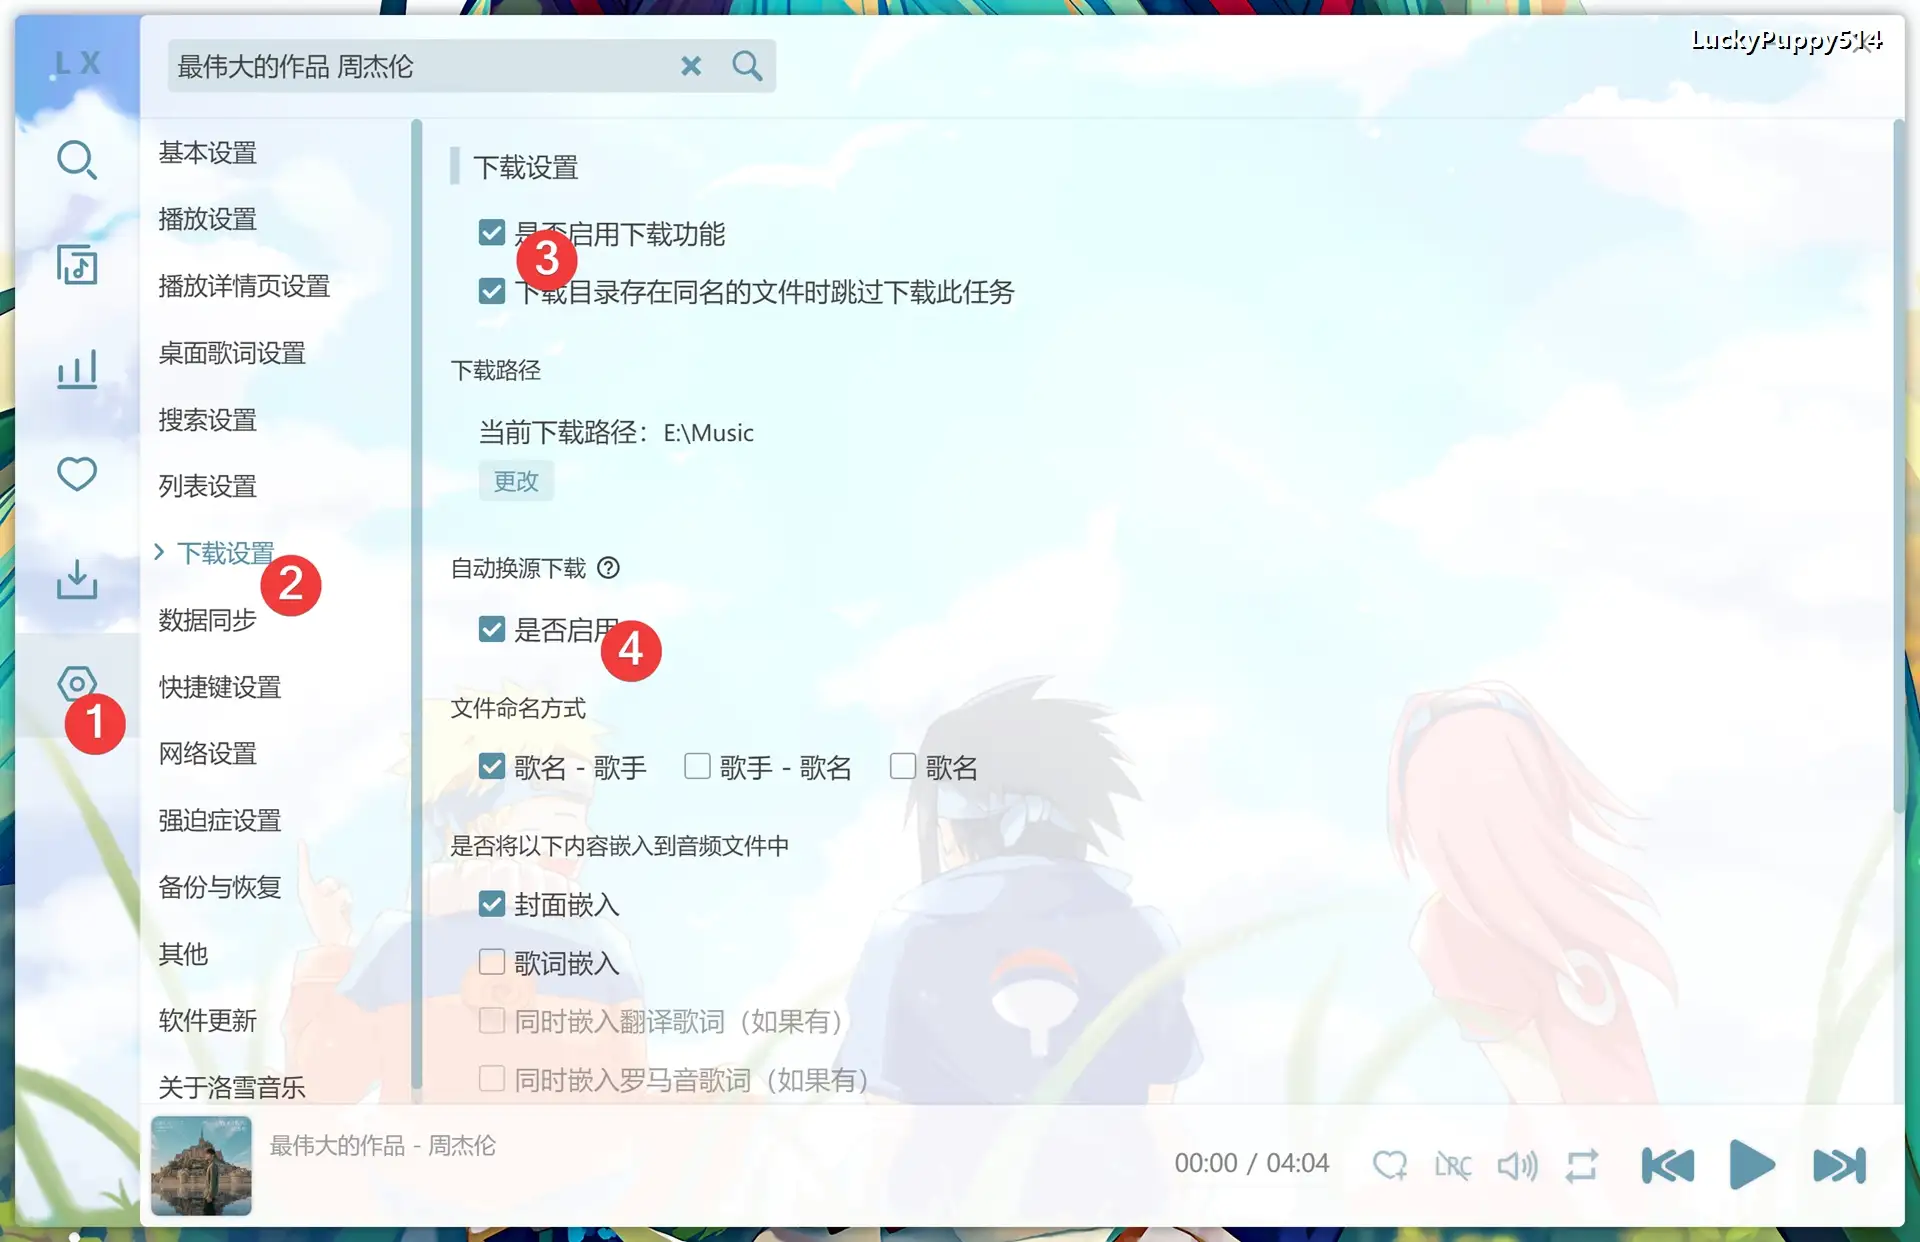 LuckyPuppy514
L X
最伟大的作品 周杰伦
基本设置
播放设置
播放详情页设置
桌面歌词设置
搜索设置
列表设置
下载设置
2
数据同步
快捷键设置
1
网络设置
强迫症设置
备份与恢复
其他
软件更新
关于洛雪音乐
下载设置
是否启用下载功能
3
下载目录存在同名的文件时跳过下载此任务
下载路径
当前下载路径：E:\Music
更改
自动换源下载 ?
是否启用
4
文件命名方式
歌名 - 歌手 歌手 - 歌名 歌名
是否将以下内容嵌入到音频文件中
封面嵌入
歌词嵌入
同时嵌入翻译歌词（如果有）
同时嵌入罗马音歌词（如果有）
最伟大的作品 - 周杰伦
00:00 / 04:04
LRC